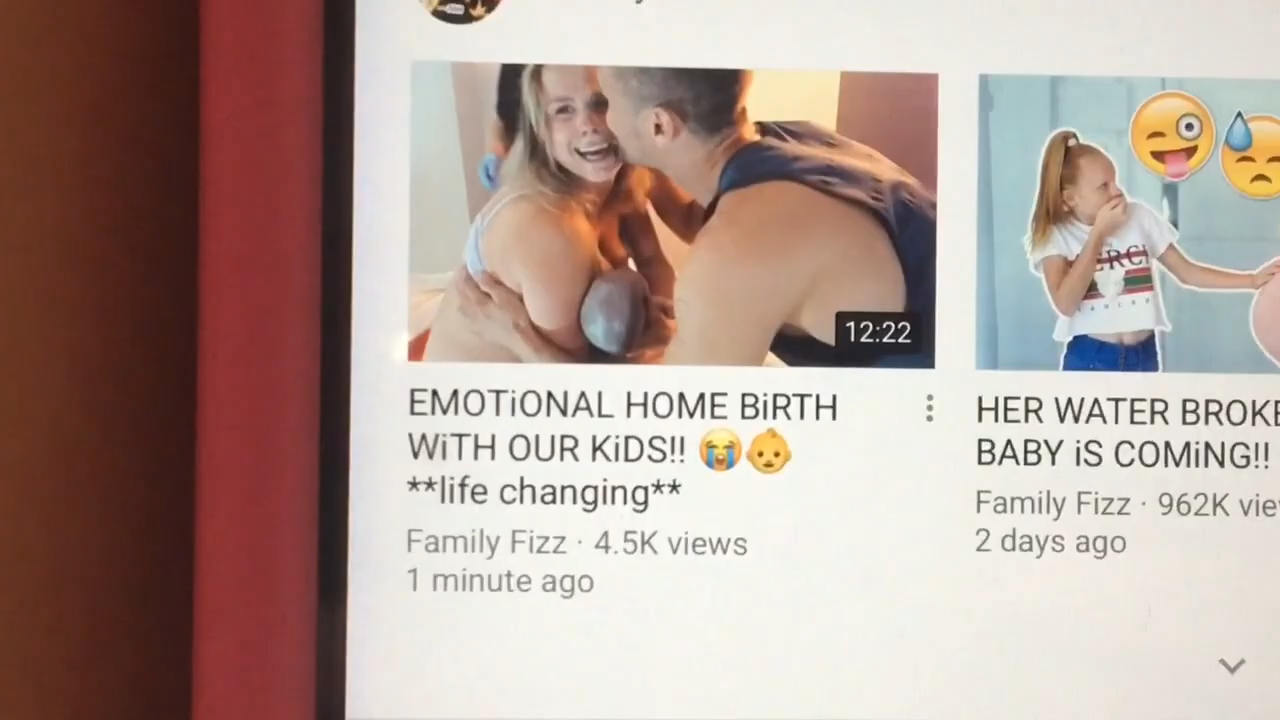 12:22
EMOTiONAL HOME BiRTH
WiTH OUR KiDS!! 😭👶
**life changing**
Family Fizz · 4.5K views
1 minute ago
HER WATER BROKE
BABY iS COMiNG!!
Family Fizz · 962K vie
2 days ago